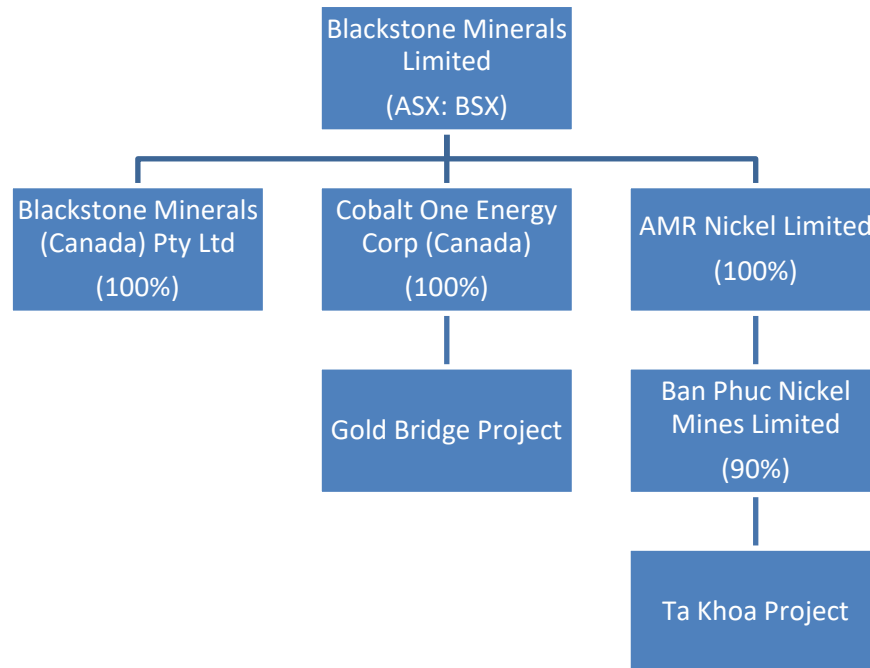 Blackstone Minerals
Limited
(ASX: BSX)
Blackstone Minerals
(Canada) Pty Ltd
(100%)
Cobalt One Energy
Corp (Canada)
(100%)
AMR Nickel Limited
(100%)
Gold Bridge Project
Ban Phuc Nickel
Mines Limited
(90%)
Ta Khoa Project